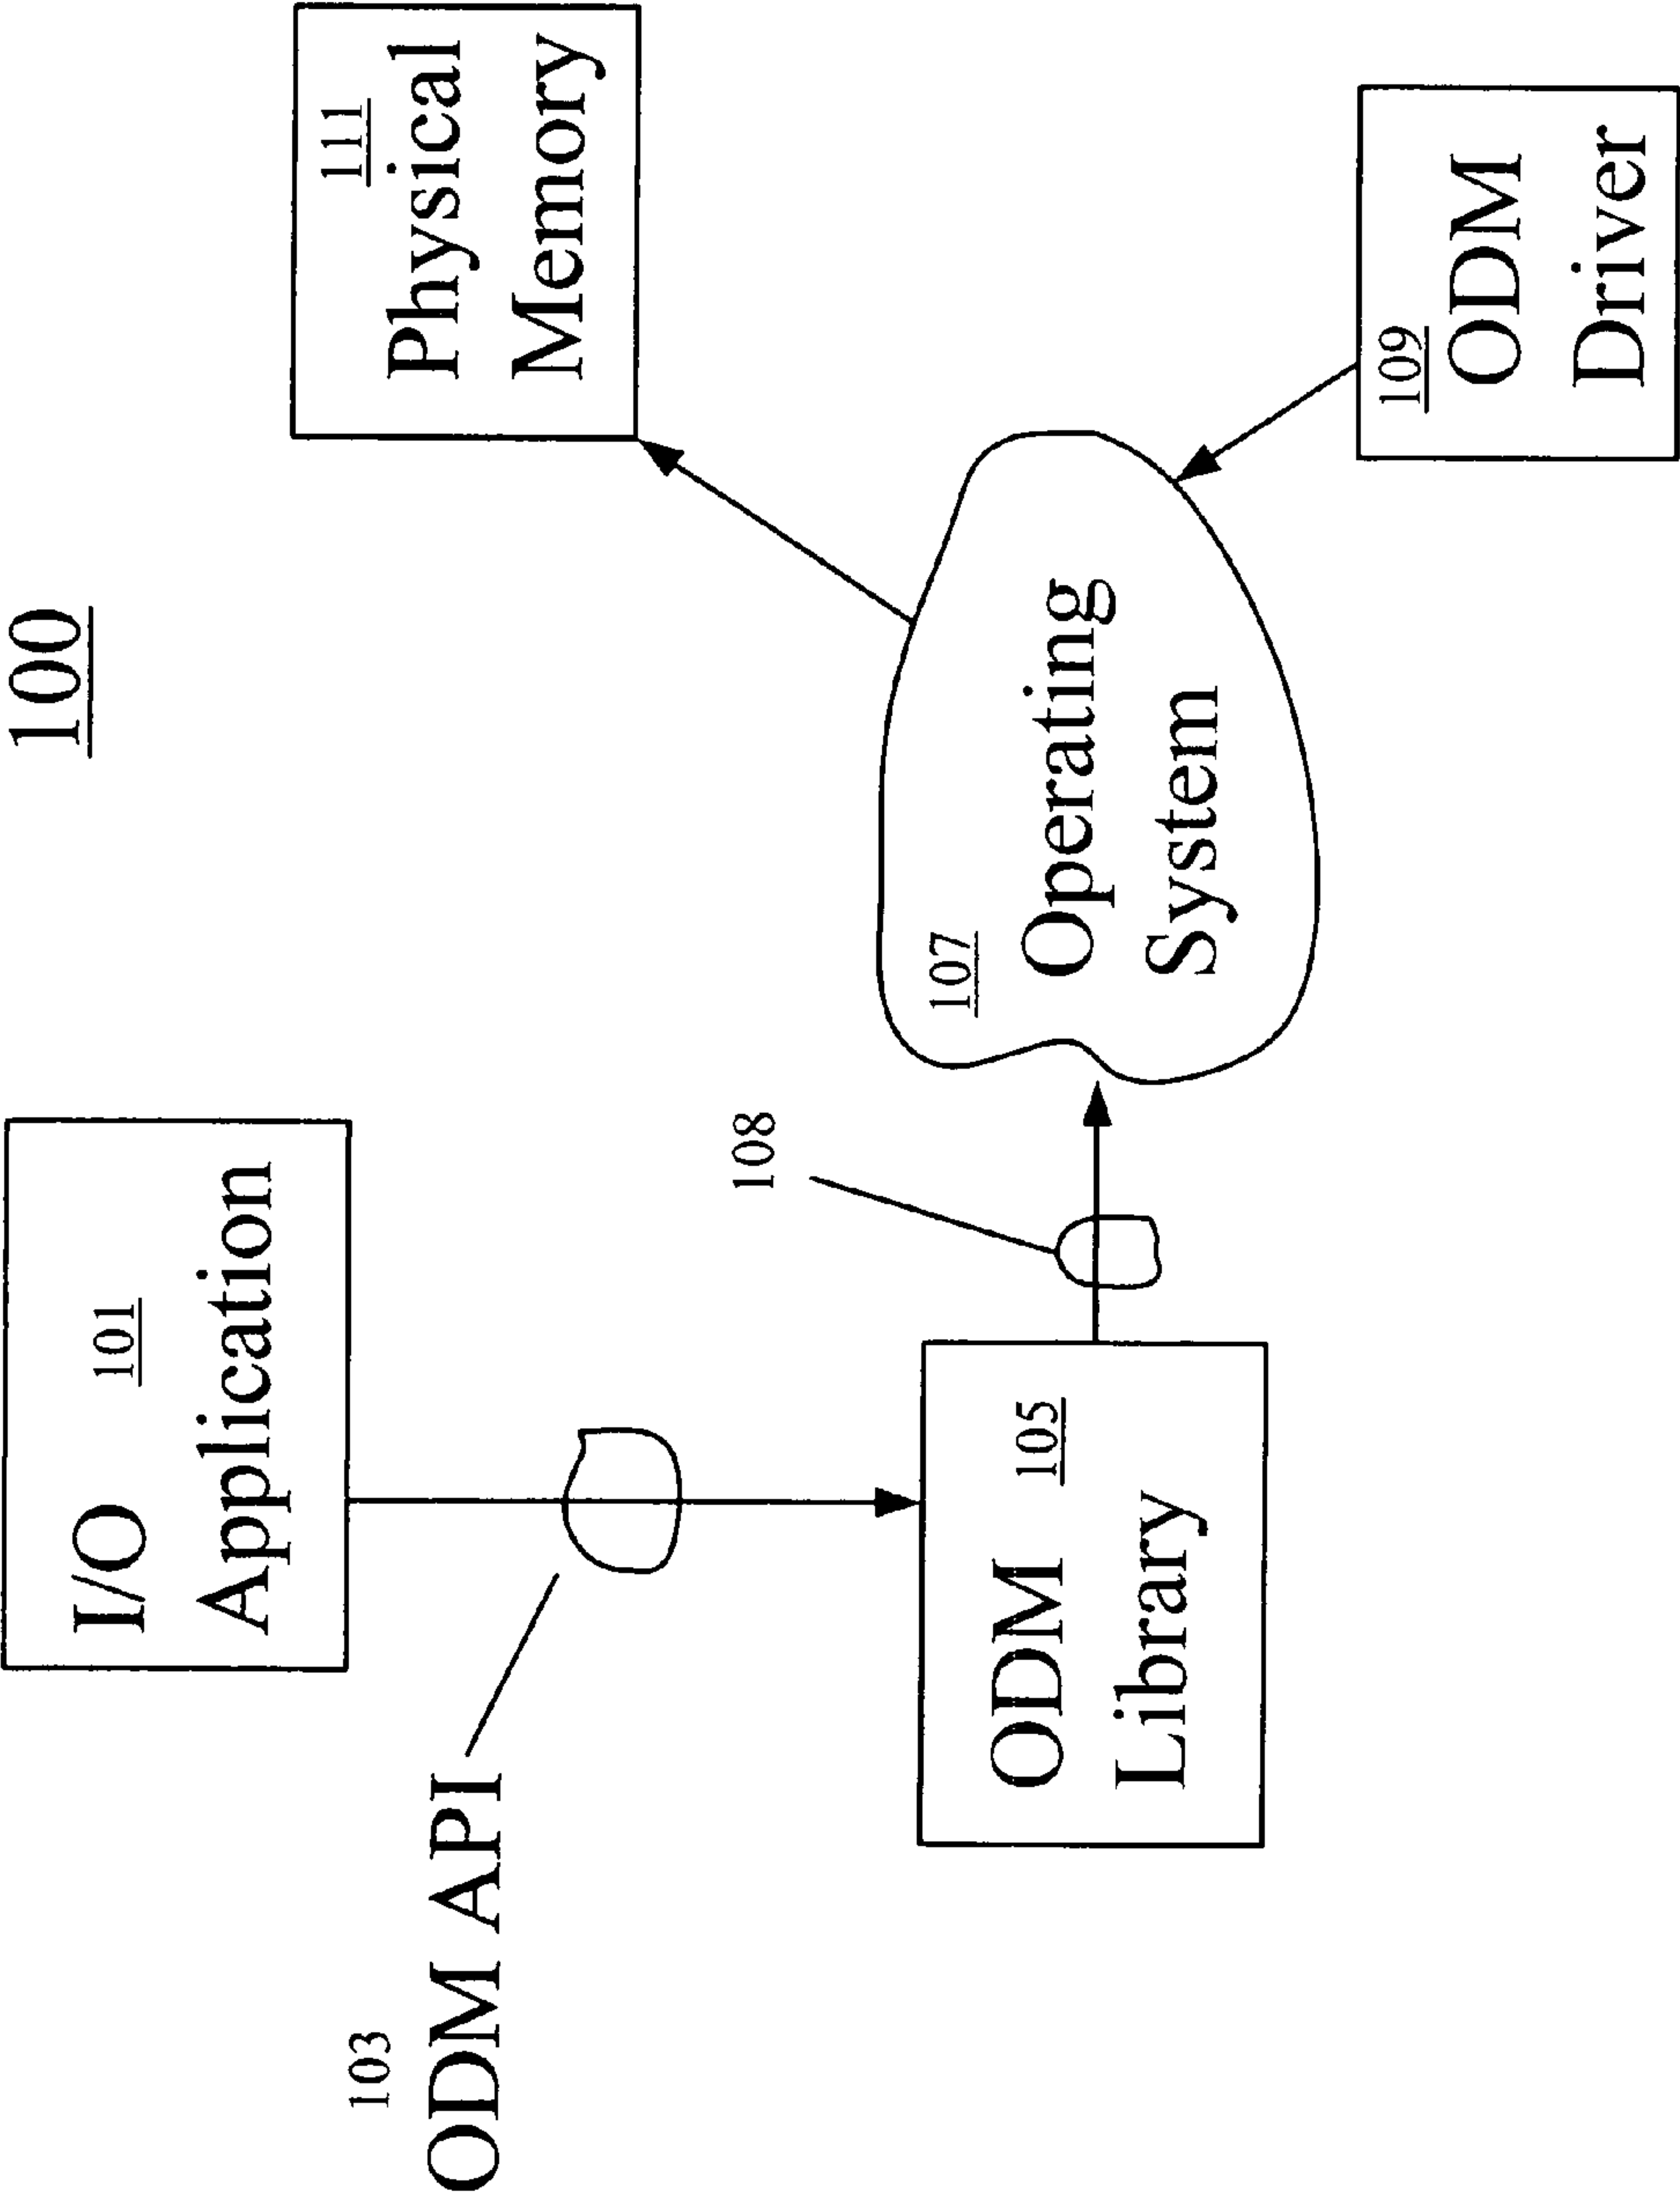 100
I/O
101
Application
111
Physical
Memory
103
ODM API
108
107
Operating
System
ODM
105
Library
109
ODM
Driver